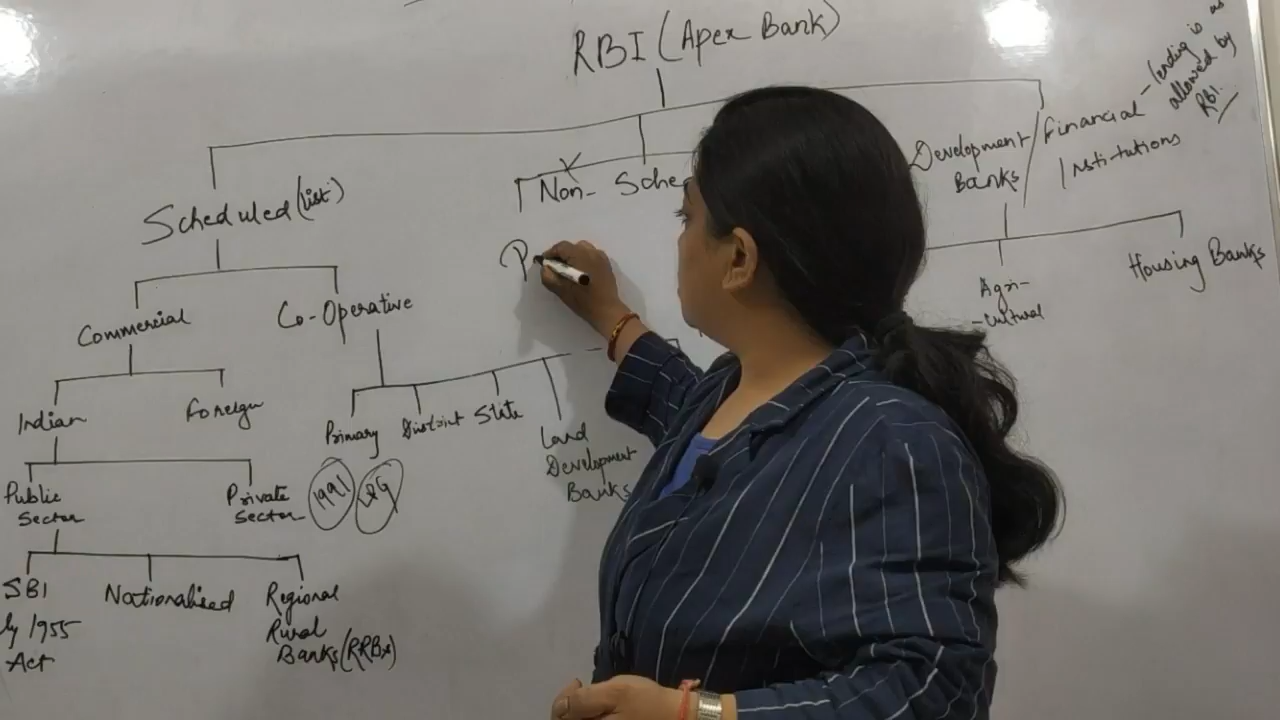 RBI (Apex Bank)
Development Banks / Financial Institutions - lending is as allowed by RBI
Scheduled (list)
Non- Sche
Housing Banks
Agri-
-cultural
Commercial
Co-Operative
Indian
Foreign
Primary
District
State
Land
Development
Banks
Public
Sector
Private
Sector
1991
LPG
SBI
by 1955
Act
Nationalised
Regional
Rural
Banks (RRBs)